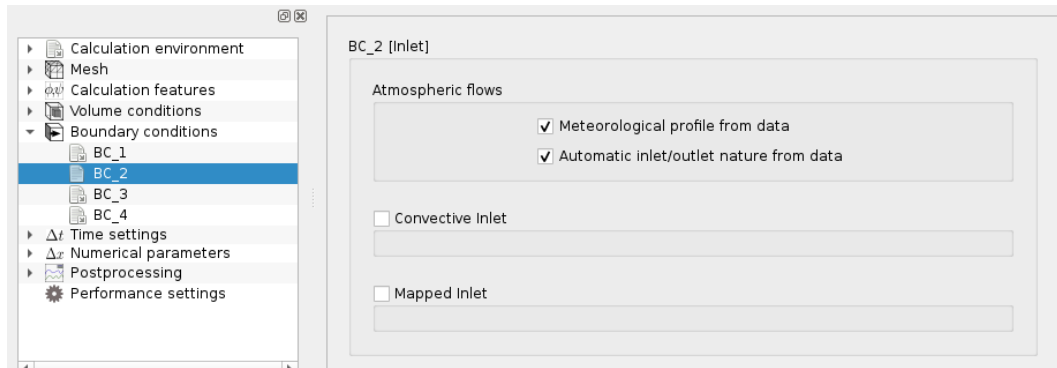 Calculation environment
Mesh
Calculation features
Volume conditions
Boundary conditions
BC_1
BC_2
BC_3
BC_4
Δt Time settings
Δx Numerical parameters
Postprocessing
Performance settings
BC_2 [Inlet]
Atmospheric flows
Meteorological profile from data
Automatic inlet/outlet nature from data
Convective Inlet
Mapped Inlet